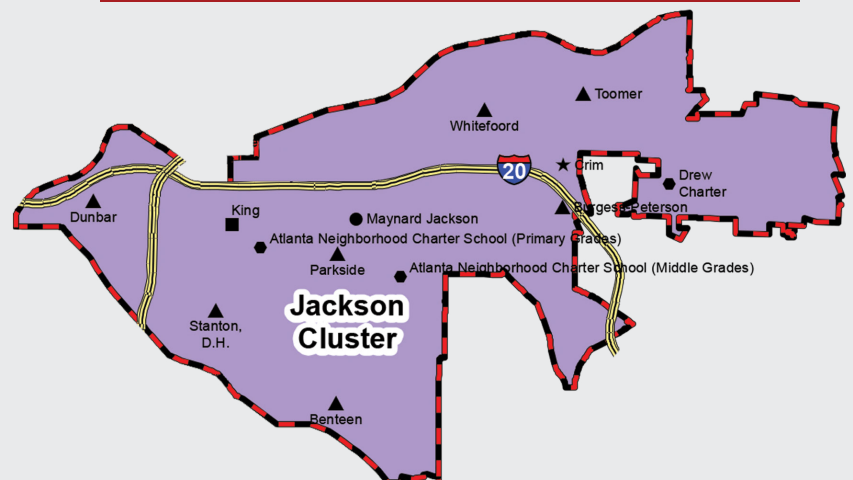 Toomer
Whitefoord
20
Crim
Drew
Charter
Dunbar
King
Burgess-Peterson
Maynard Jackson
Atlanta Neighborhood Charter School (Primary Grades)
Parkside
Atlanta Neighborhood Charter School (Middle Grades)
Jackson
Cluster
Stanton,
D.H.
Benteen